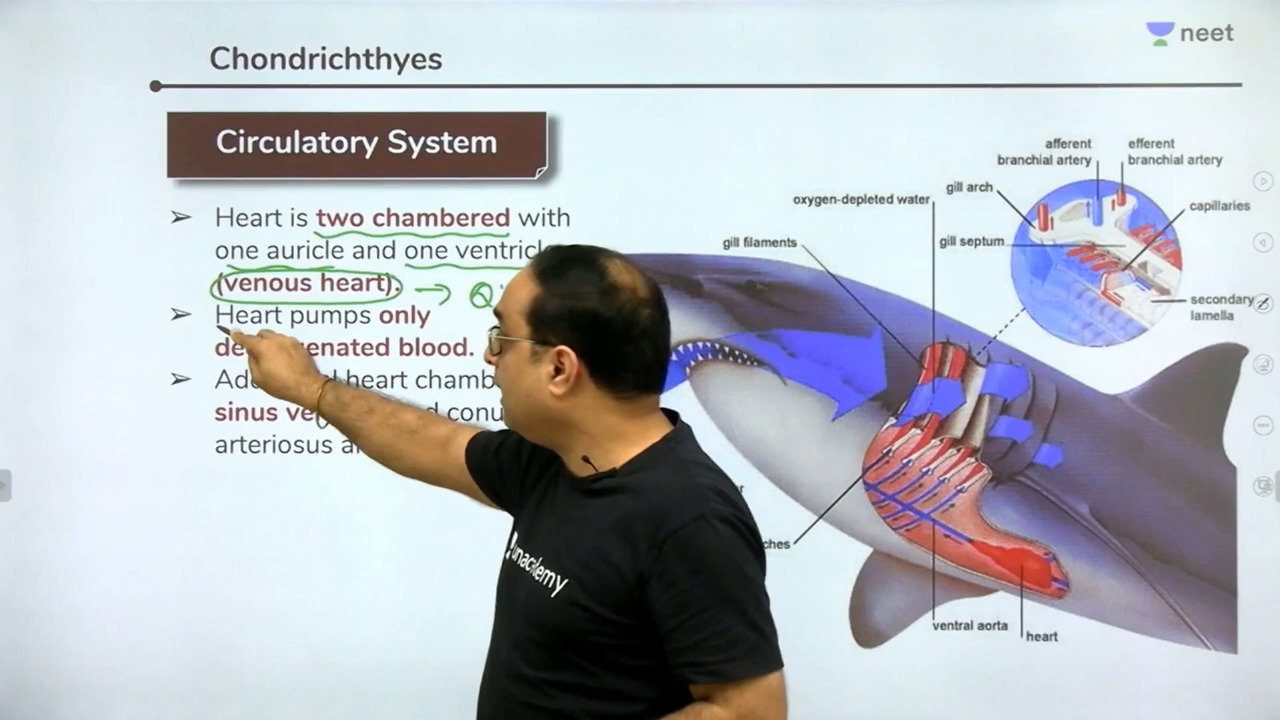 neet
Chondrichthyes
Circulatory System
➢ Heart is two chambered with
one auricle and one ventricle
(venous heart). →
➢ Heart pumps only
blood.
➢ heart
sinus
arteriosus
afferent
branchial artery
efferent
branchial artery
gill arch
oxygen-depleted water
capillaries
gill filaments
gill septum
secondary
lamella
ventral aorta
heart
unacademy